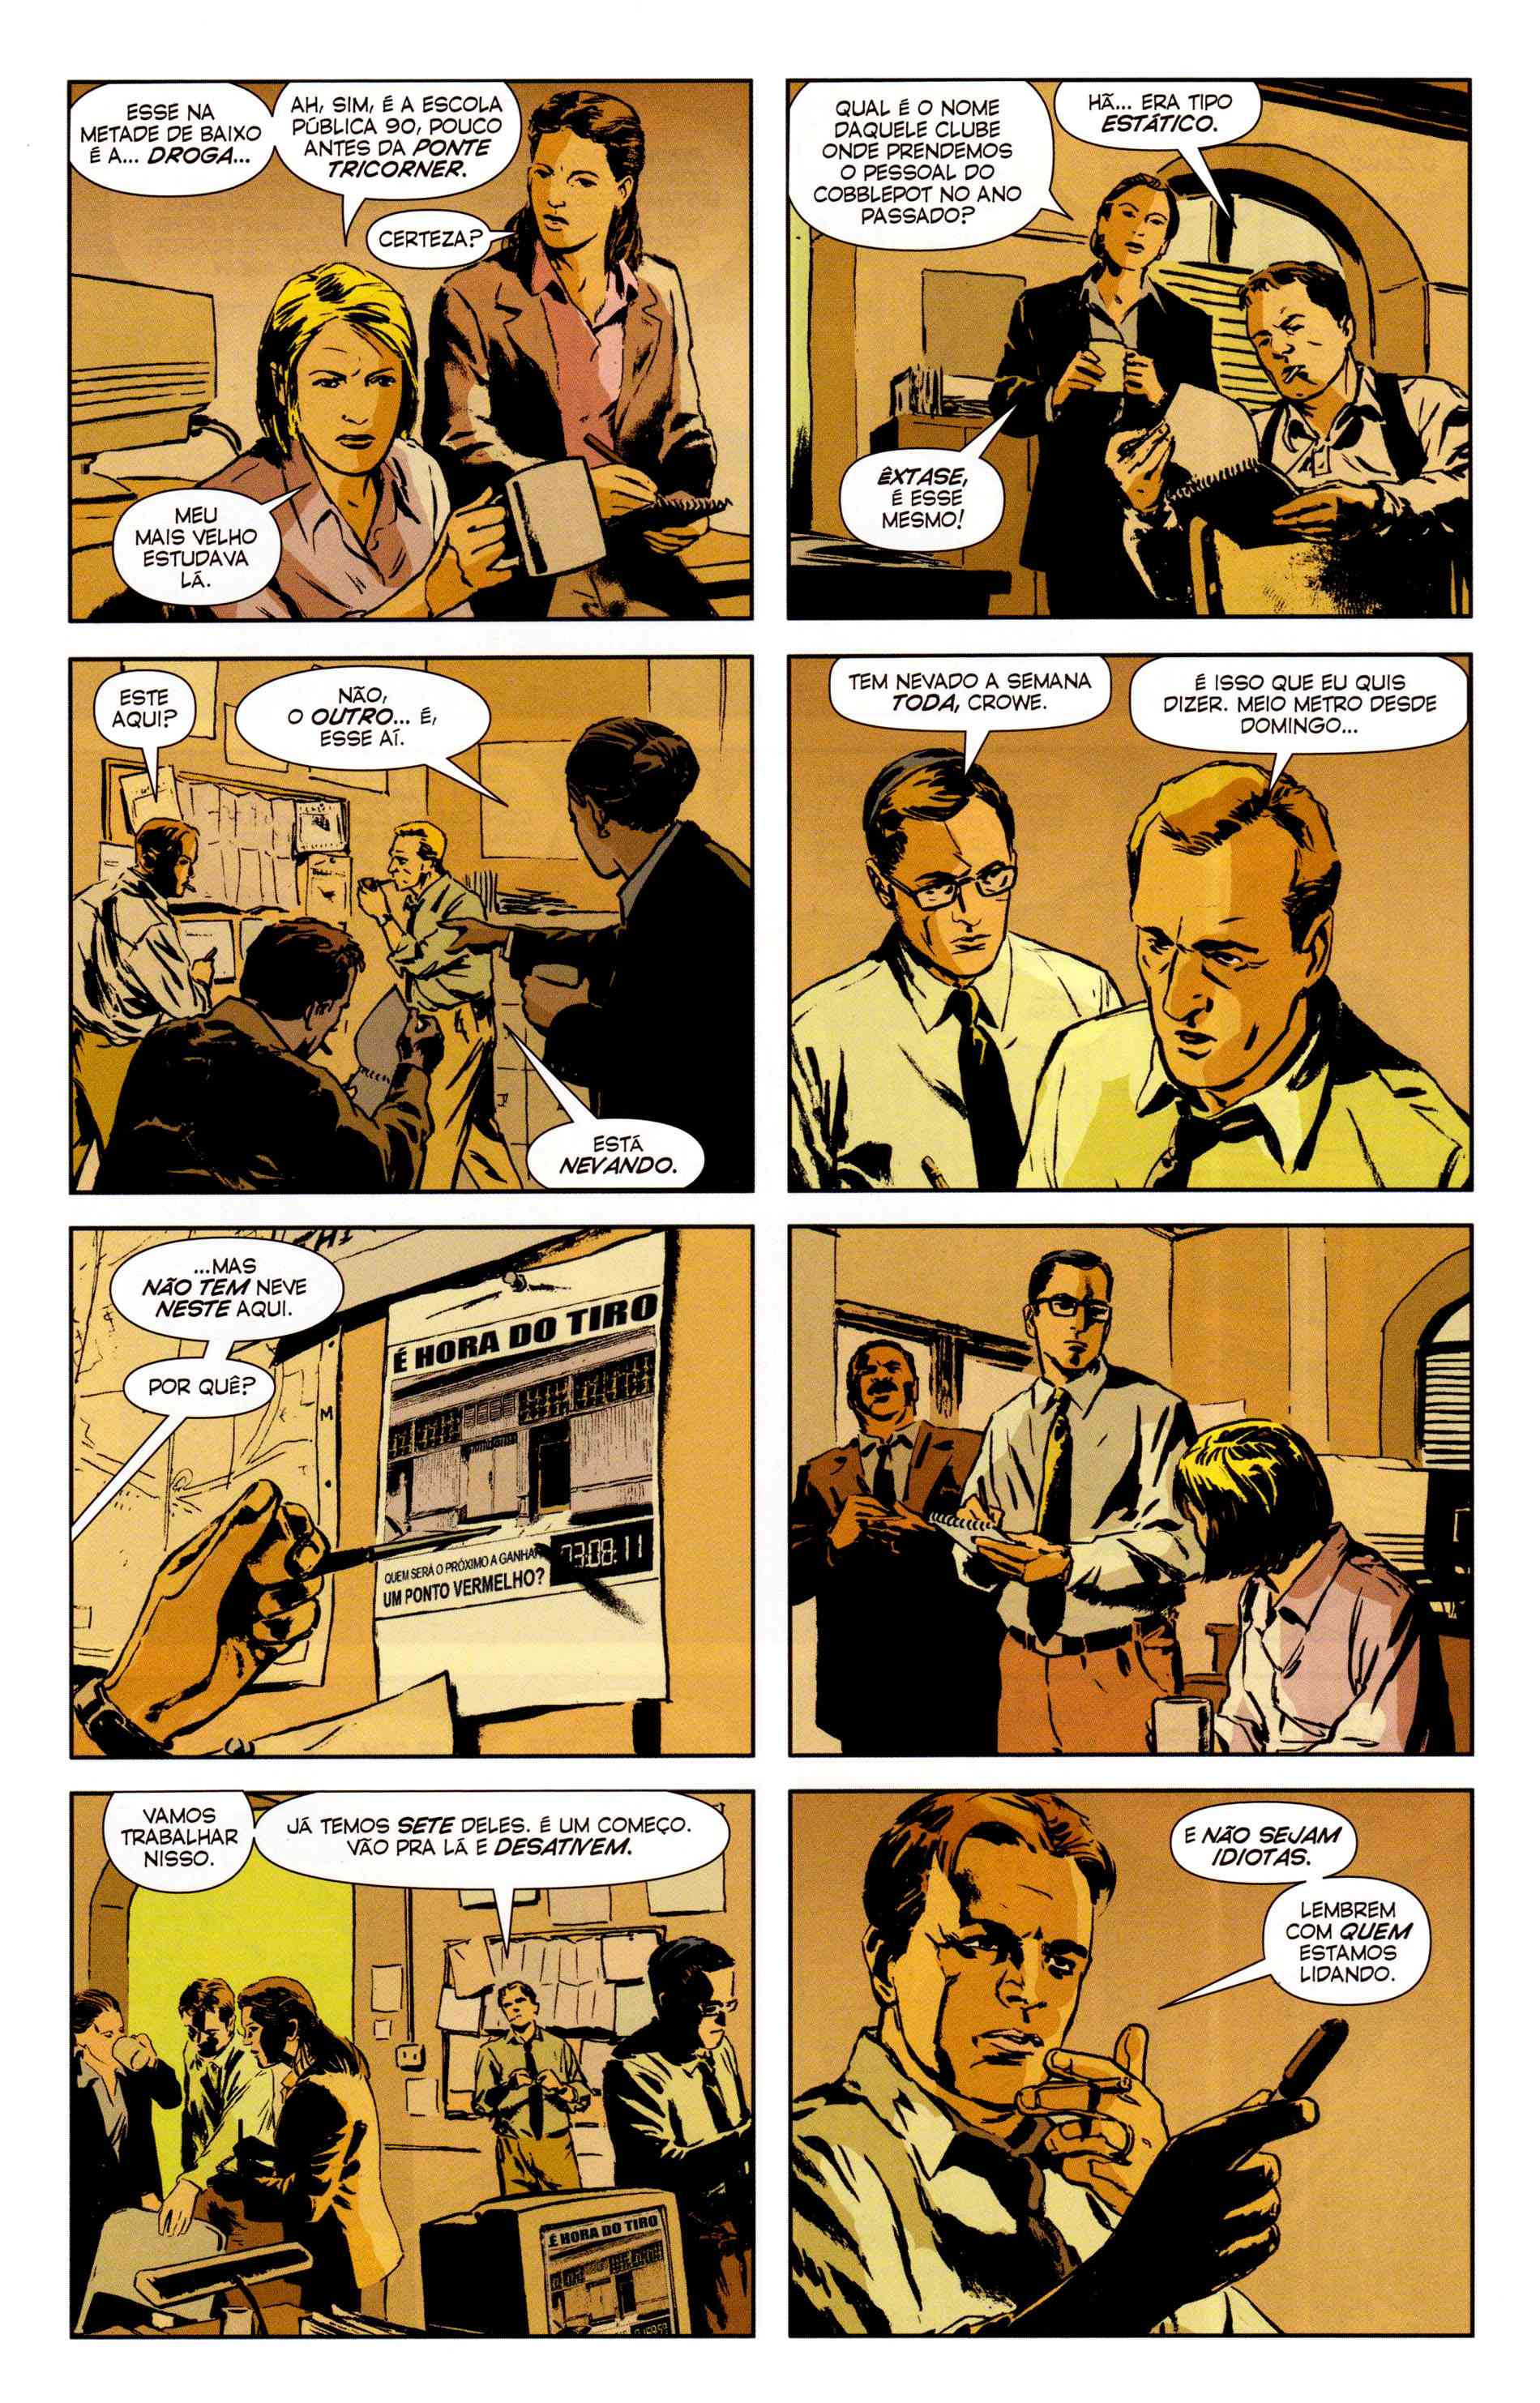 ESSE NA
METADE DE BAIXO
É A... DROGA...
AH, SIM, É A ESCOLA
PÚBLICA 90, POUCO
ANTES DA PONTE
TRICORNER.
CERTEZA?
MEU
MAIS VELHO
ESTUDAVA
LÁ.
QUAL É O NOME
DAQUELE CLUBE
ONDE PRENDEMOS
O PESSOAL DO
COBBLEPOT NO ANO
PASSADO?
HÃ... ERA TIPO
ESTÁTICO.
ÊXTASE,
É ESSE
MESMO!
ESTE
AQUI?
NÃO,
O OUTRO... É,
ESSE AÍ.
ESTÁ
NEVANDO.
TEM NEVADO A SEMANA
TODA, CROWE.
É ISSO QUE EU QUIS
DIZER. MEIO METRO DESDE
DOMINGO...
...MAS
NÃO TEM NEVE
NESTE AQUI.
POR QUÊ?
M
É HORA DO TIRO
QUEM SERÁ O PRÓXIMO A GANHAR
UM PONTO VERMELHO?
73:08:11
VAMOS
TRABALHAR
NISSO.
JÁ TEMOS SETE DELES. É UM COMEÇO.
VÃO PRA LÁ E DESATIVEM.
É HORA DO TIRO
E NÃO SEJAM
IDIOTAS.
LEMBREM
COM QUEM
ESTAMOS
LIDANDO.